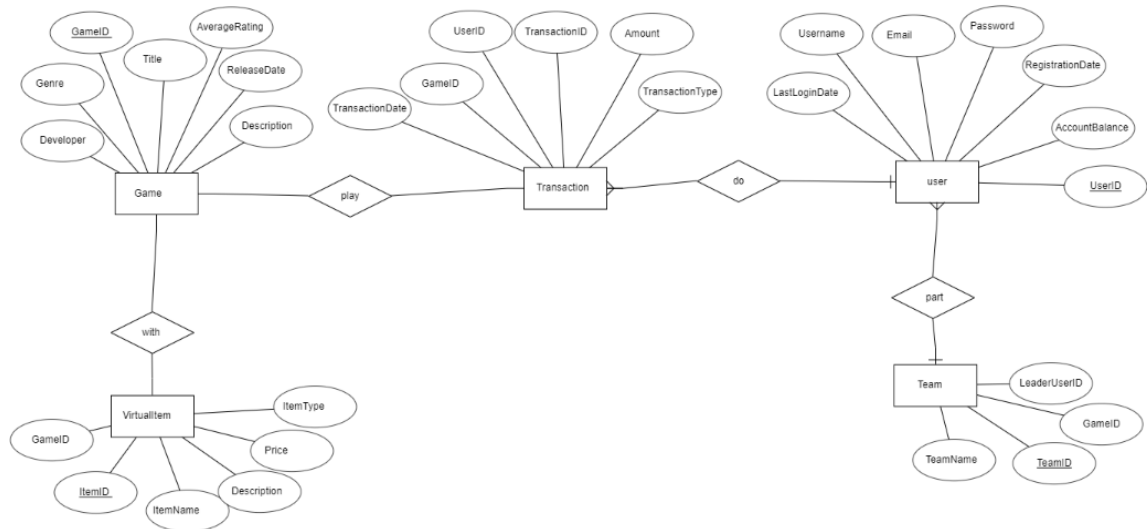 GameID
AverageRating
Title
Genre
ReleaseDate
Developer
Description
Game
play
UserID
TransactionID
Amount
GameID
TransactionDate
TransactionType
Transaction
do
Username
Email
Password
LastLoginDate
RegistrationDate
AccountBalance
user
UserID
with
part
VirtualItem
ItemType
GameID
Price
ItemID
Description
ItemName
Team
LeaderUserID
GameID
TeamName
TeamID